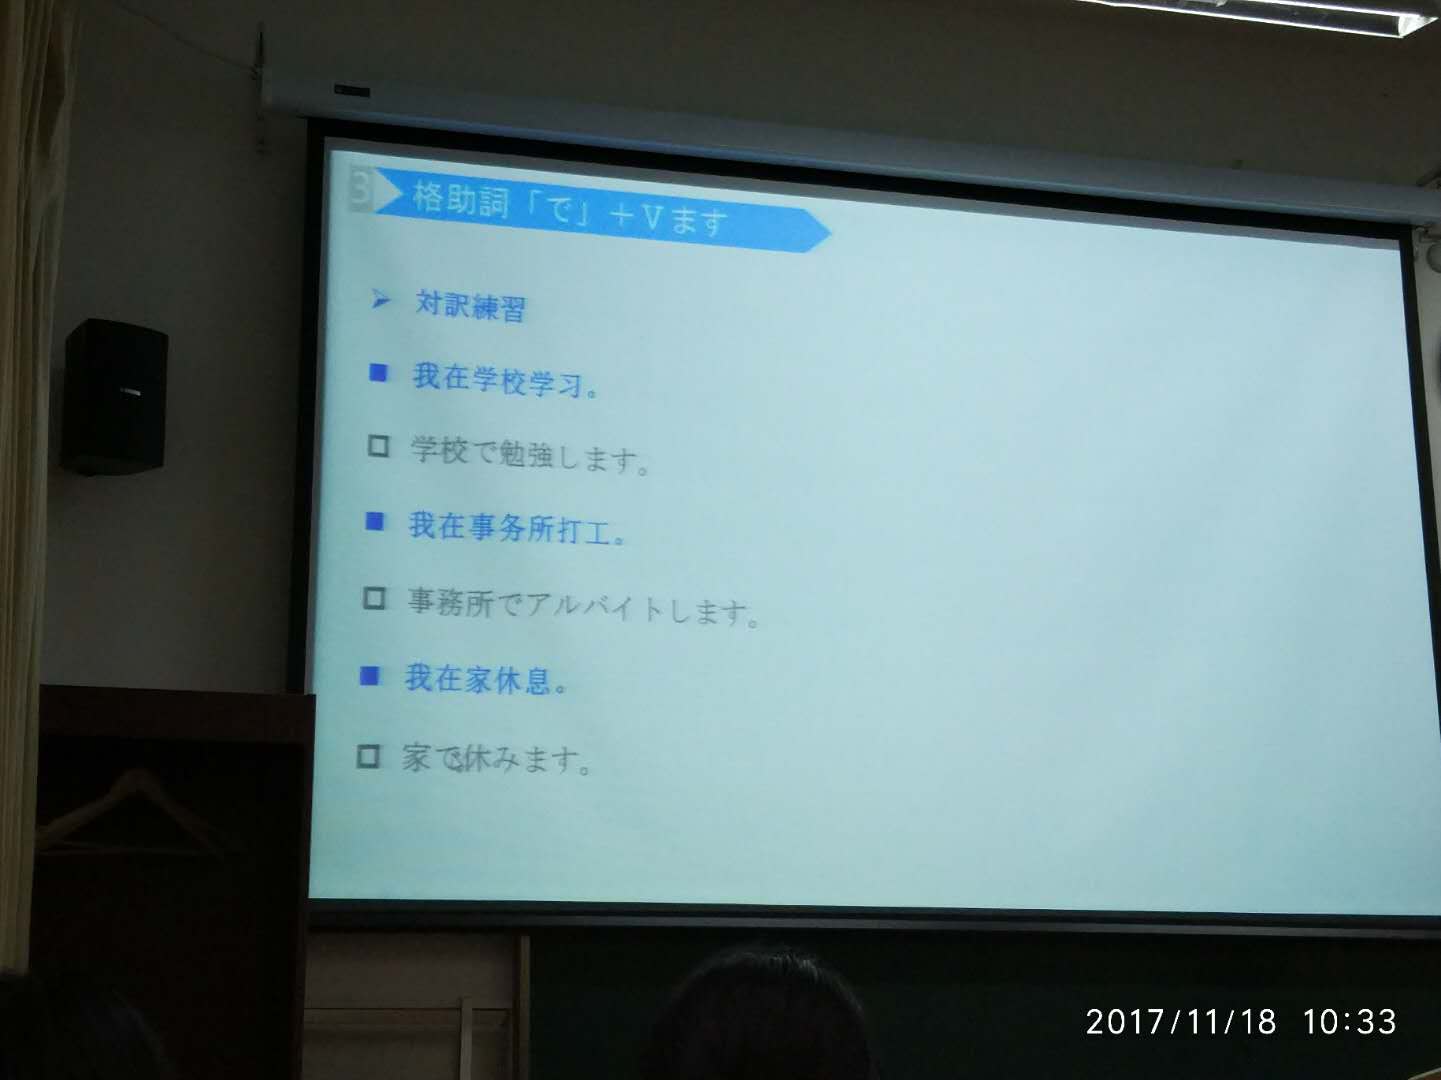 3 格助詞「で」＋Vます
対訳練習
我在学校学习。
学校で勉強します。
我在事务所打工。
事務所でアルバイトします。
我在家休息。
家で休みます。
2017/11/18 10:33